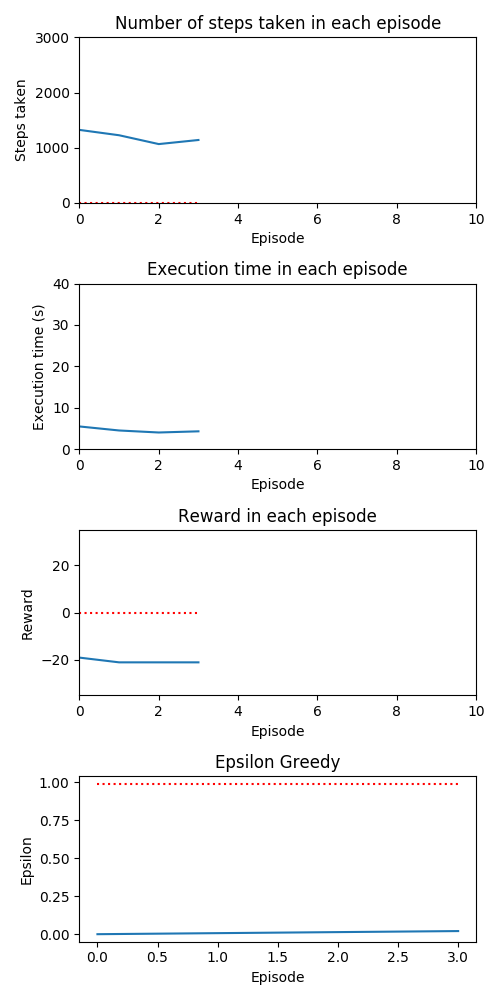 Number of steps taken in each episode
3000
2000
1000
0
Steps taken
0 2 4 6 8 10
Episode
Execution time in each episode
40
30
20
10
0
Execution time (s)
0 2 4 6 8 10
Episode
Reward in each episode
20
0
−20
Reward
0 2 4 6 8 10
Episode
Epsilon Greedy
1.00
0.75
0.50
0.25
0.00
Epsilon
0.0 0.5 1.0 1.5 2.0 2.5 3.0
Episode